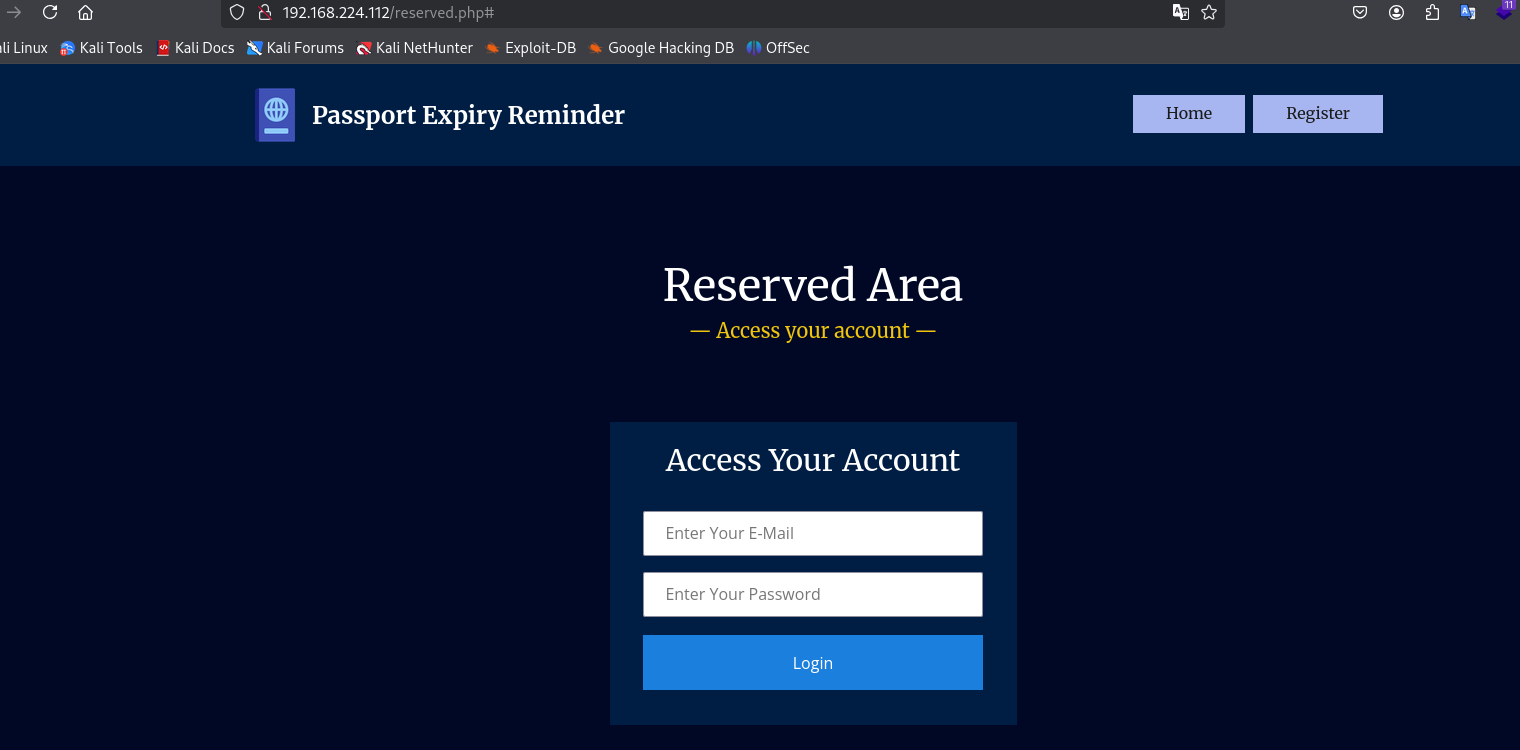 192.168.224.112/reserved.php#
11
ali Linux Kali Tools Kali Docs Kali Forums Kali NetHunter Exploit-DB Google Hacking DB OffSec
Passport Expiry Reminder Home Register
Reserved Area
— Access your account —
Access Your Account
Enter Your E-Mail
Enter Your Password
Login